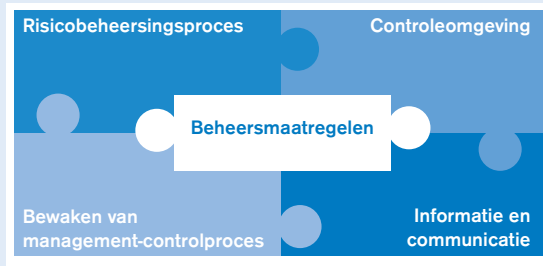 Risicobeheersingsproces
Controleomgeving
Beheersmaatregelen
Bewaken van
management-controlproces
Informatie en
communicatie